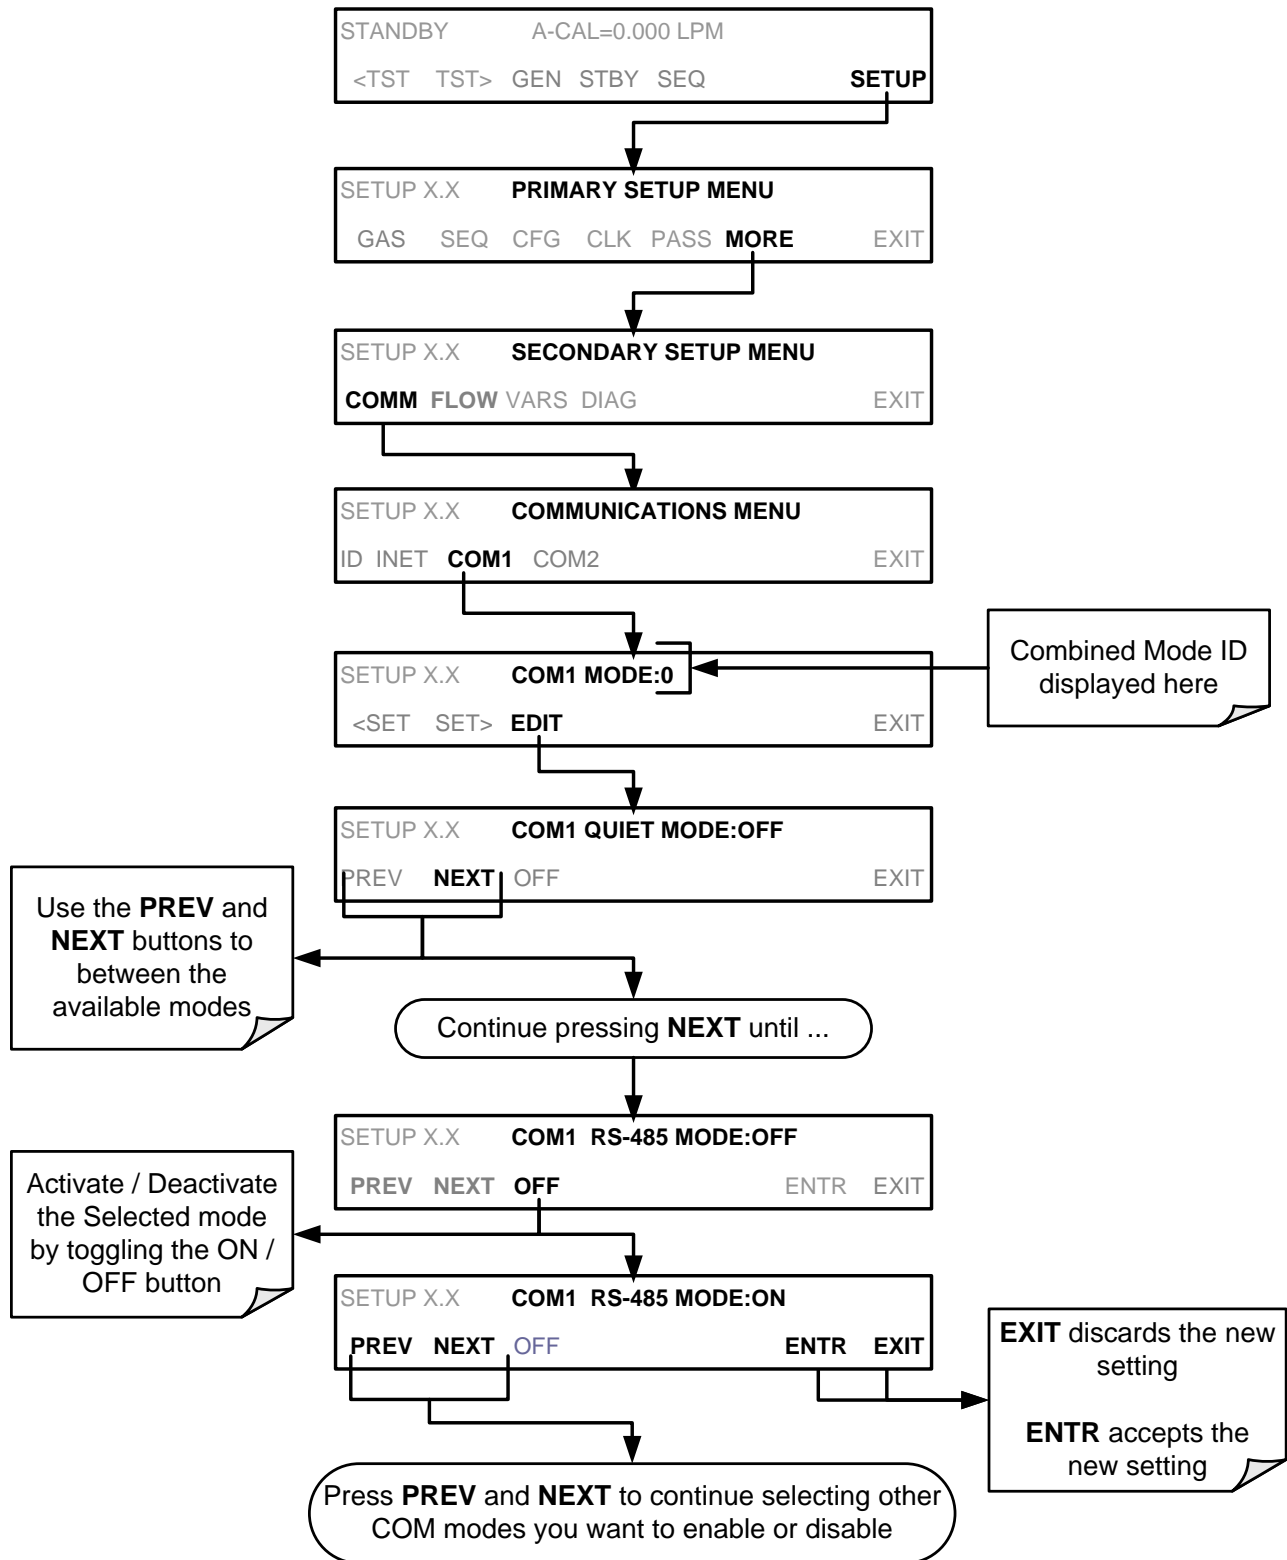 STANDBY A-CAL=0.000 LPM
<TST TST> GEN STBY SEQ SETUP
SETUP X.X PRIMARY SETUP MENU
GAS SEQ CFG CLK PASS MORE EXIT
SETUP X.X SECONDARY SETUP MENU
COMM FLOW VARS DIAG EXIT
SETUP X.X COMMUNICATIONS MENU
ID INET COM1 COM2 EXIT
SETUP X.X COM1 MODE:0
<SET SET> EDIT EXIT
Combined Mode ID
displayed here
SETUP X.X COM1 QUIET MODE:OFF
PREV NEXT OFF EXIT
Use the PREV and
NEXT buttons to
between the
available modes
Continue pressing NEXT until ...
SETUP X.X COM1 RS-485 MODE:OFF
PREV NEXT OFF ENTR EXIT
Activate / Deactivate
the Selected mode
by toggling the ON /
OFF button
SETUP X.X COM1 RS-485 MODE:ON
PREV NEXT OFF ENTR EXIT
EXIT discards the new
setting
ENTR accepts the
new setting
Press PREV and NEXT to continue selecting other
COM modes you want to enable or disable